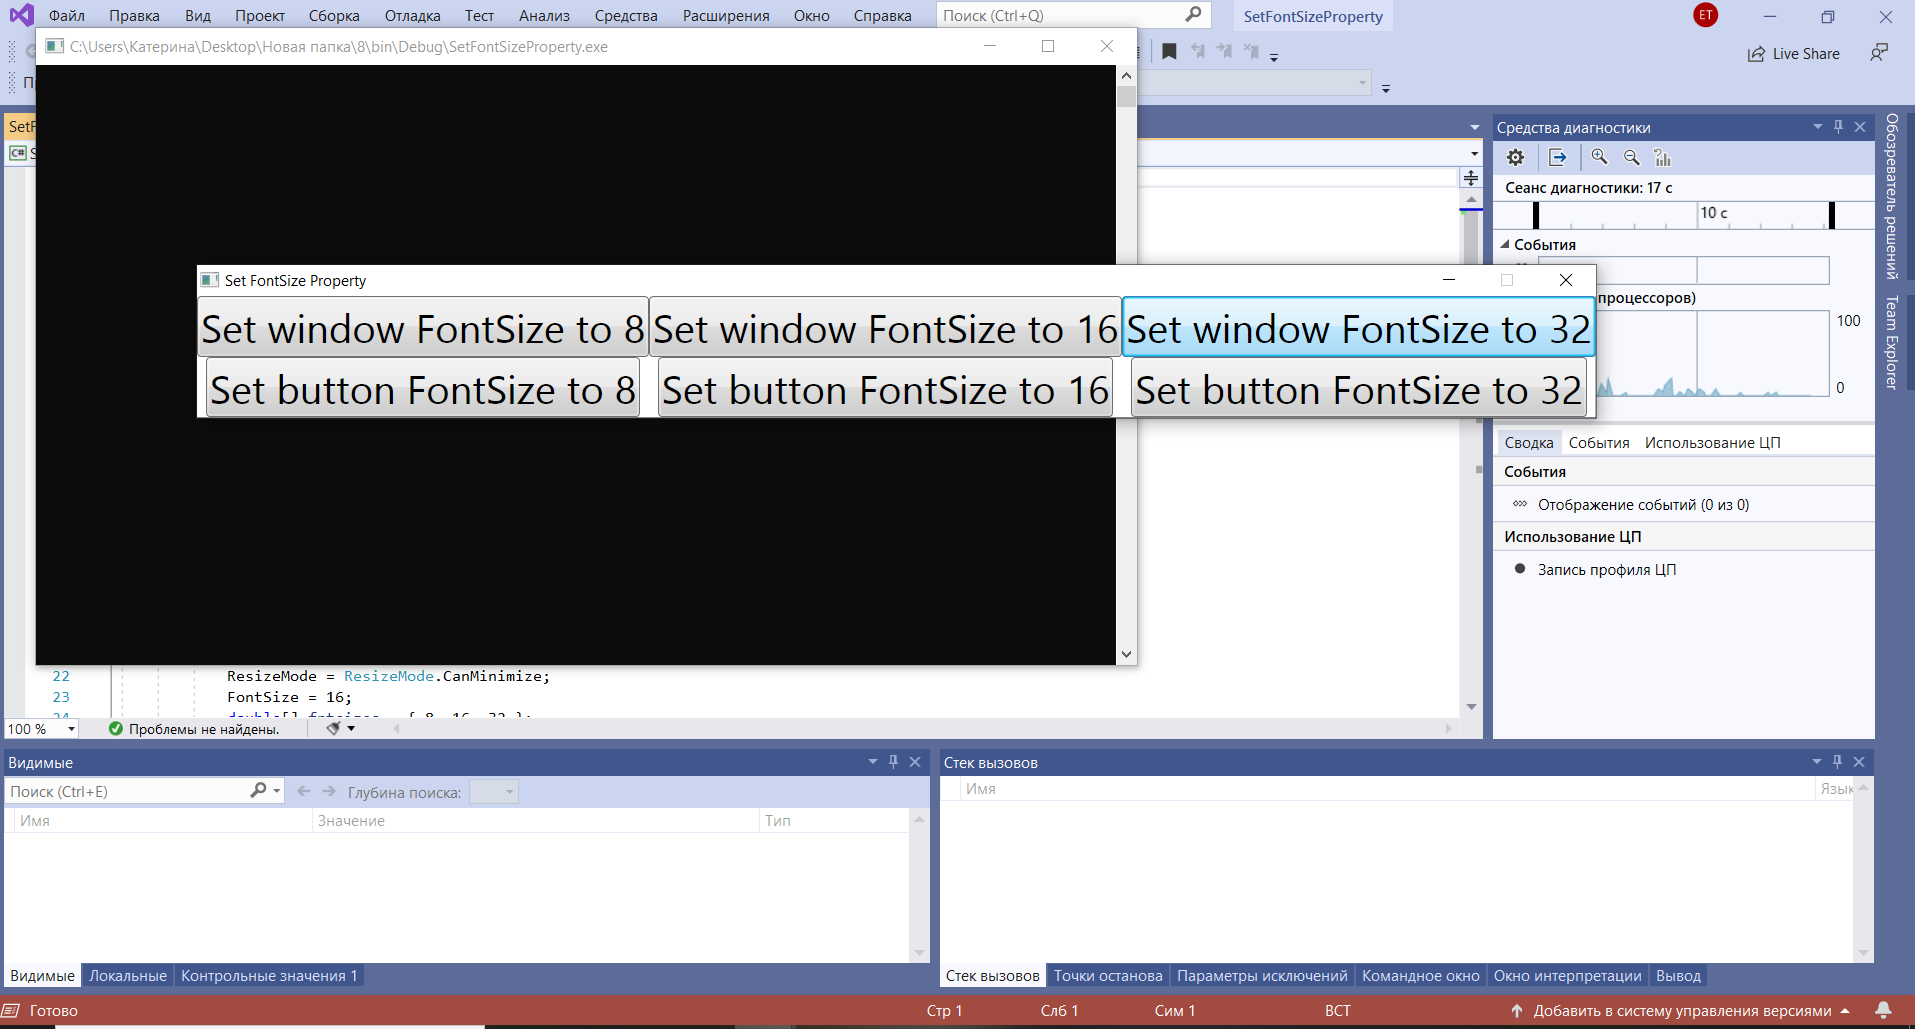 Файл Правка Вид Проект Сборка Отладка Тест Анализ Средства Расширения Окно Справка Поиск (Ctrl+Q) SetFontSizeProperty ET
C:\Users\Катерина\Desktop\Новая папка\8\bin\Debug\SetFontSizeProperty.exe
Live Share
Средства диагностики
Сеанс диагностики: 17 с
10 с
События
Set FontSize Property
процессоров)
Set window FontSize to 8 Set window FontSize to 16 Set window FontSize to 32
100
Set button FontSize to 8 Set button FontSize to 16 Set button FontSize to 32
0
Сводка События Использование ЦП
События
Отображение событий (0 из 0)
Использование ЦП
Запись профиля ЦП
Обозреватель решений
Team Explorer
22 ResizeMode = ResizeMode.CanMinimize;
23 FontSize = 16;
100 % Проблемы не найдены.
Видимые
Поиск (Ctrl+E) Глубина поиска:
Имя Значение Тип
Видимые Локальные Контрольные значения 1
Стек вызовов
Имя Язык
Стек вызовов Точки останова Параметры исключений Командное окно Окно интерпретации Вывод
Готово Стр 1 Слб 1 Сим 1 ВСТ Добавить в систему управления версиями